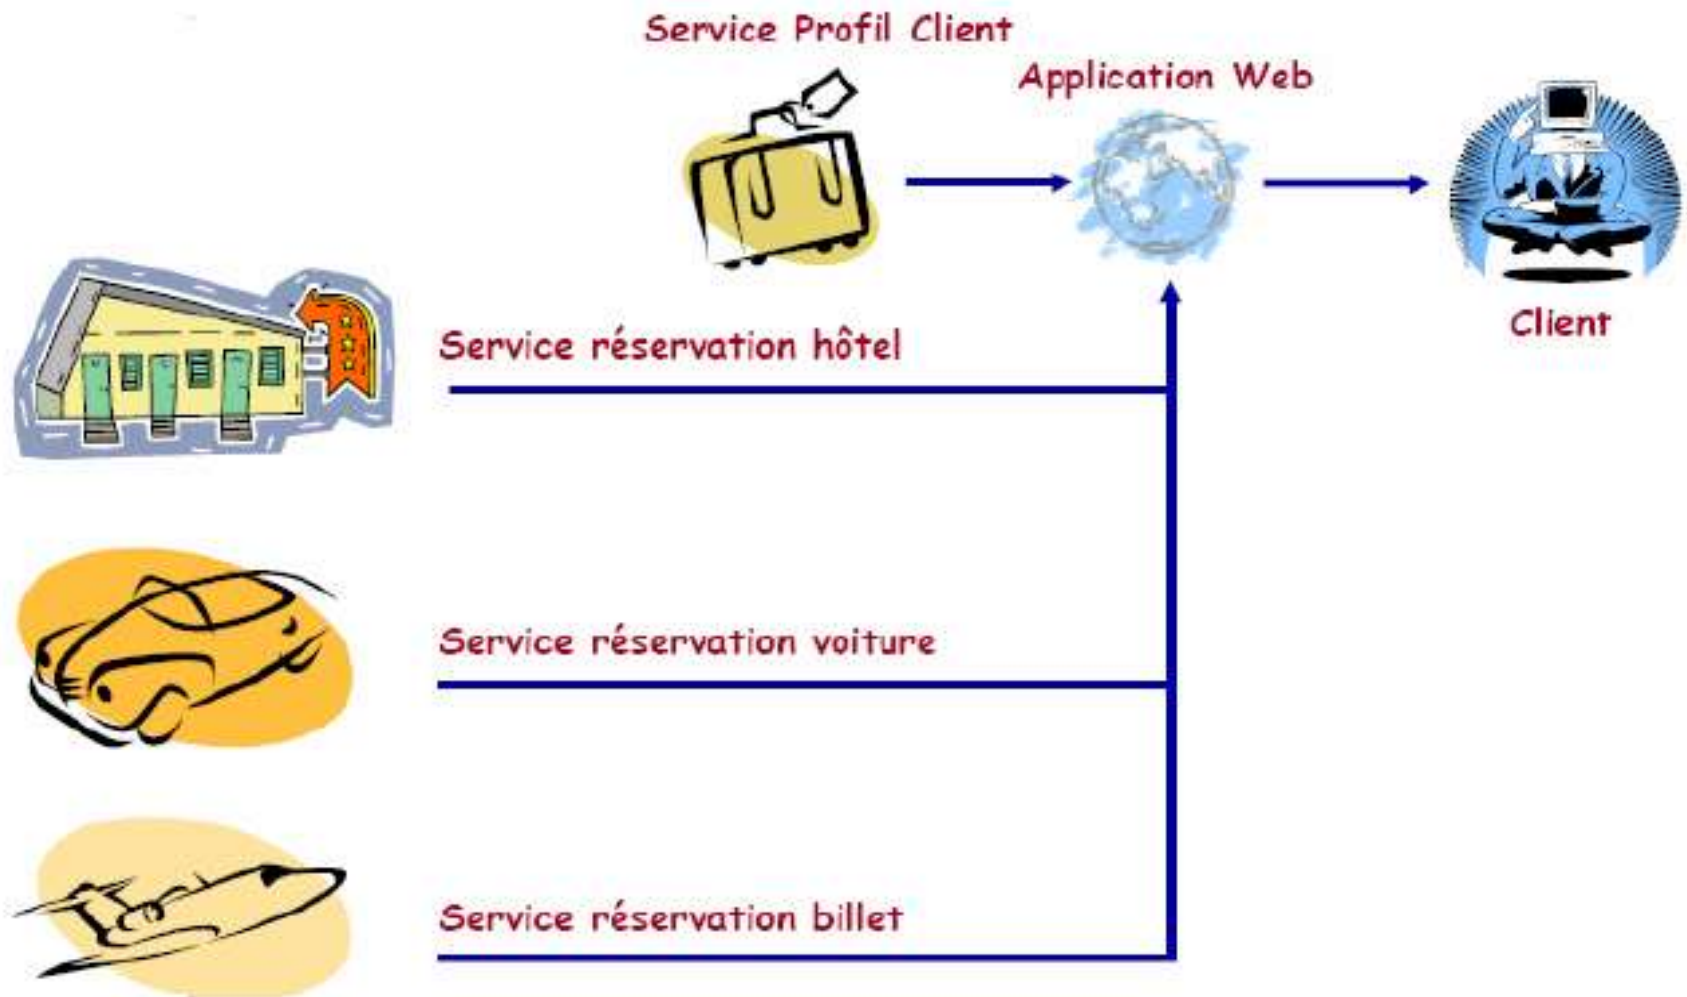 Service Profil Client
Application Web
Client
Service réservation hôtel
Service réservation voiture
Service réservation billet